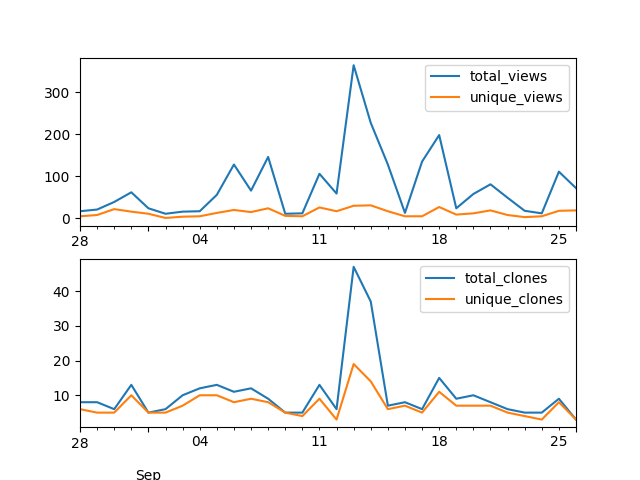 total_views
unique_views
300
200
100
0
28 04 11 18 25
total_clones
unique_clones
40
30
20
10
28 04 11 18 25
Sep